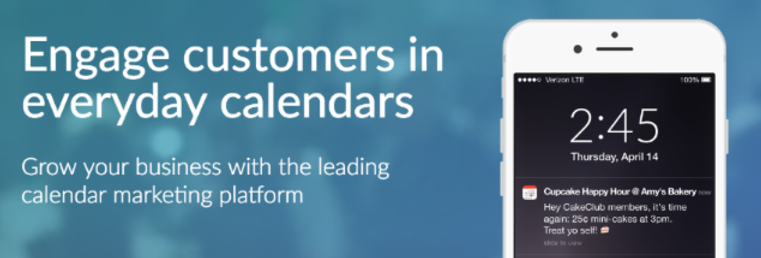 Engage customers in
everyday calendars
Grow your business with the leading
calendar marketing platform
Verizon LTE
100%
2:45
Thursday, April 14
Cupcake Happy Hour @ Amy's Bakery now
Hey CakeClub members, it's time
again: 25¢ mini-cakes at 3pm.
Treat yo self! 🍰
slide to view